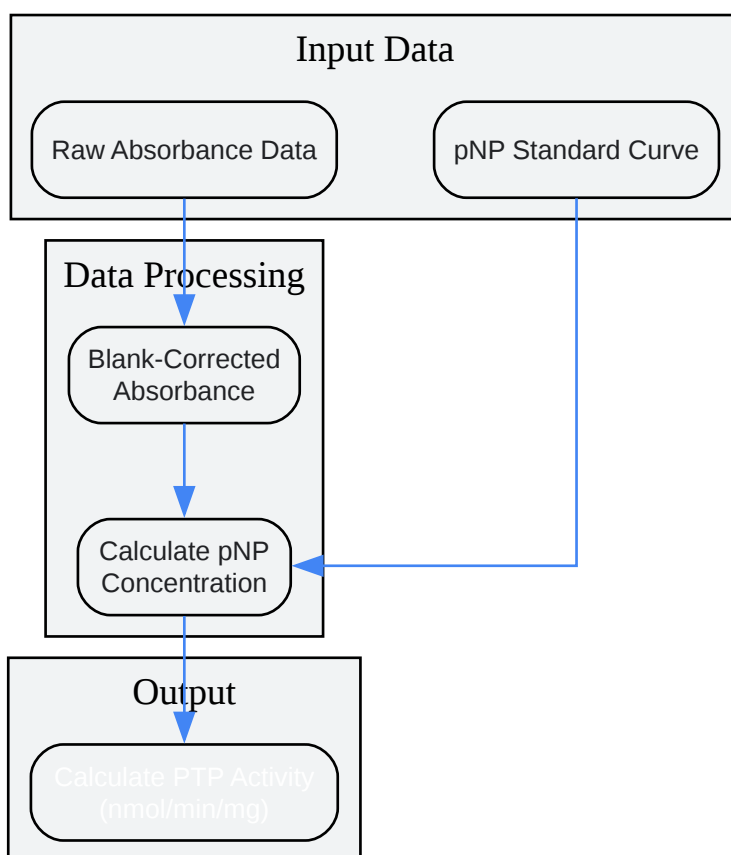 Input Data
Raw Absorbance Data
pNP Standard Curve
Data Processing
Blank-Corrected
Absorbance
Calculate pNP
Concentration
Output
Calculate PTP Activity
(nmol/min/mg)